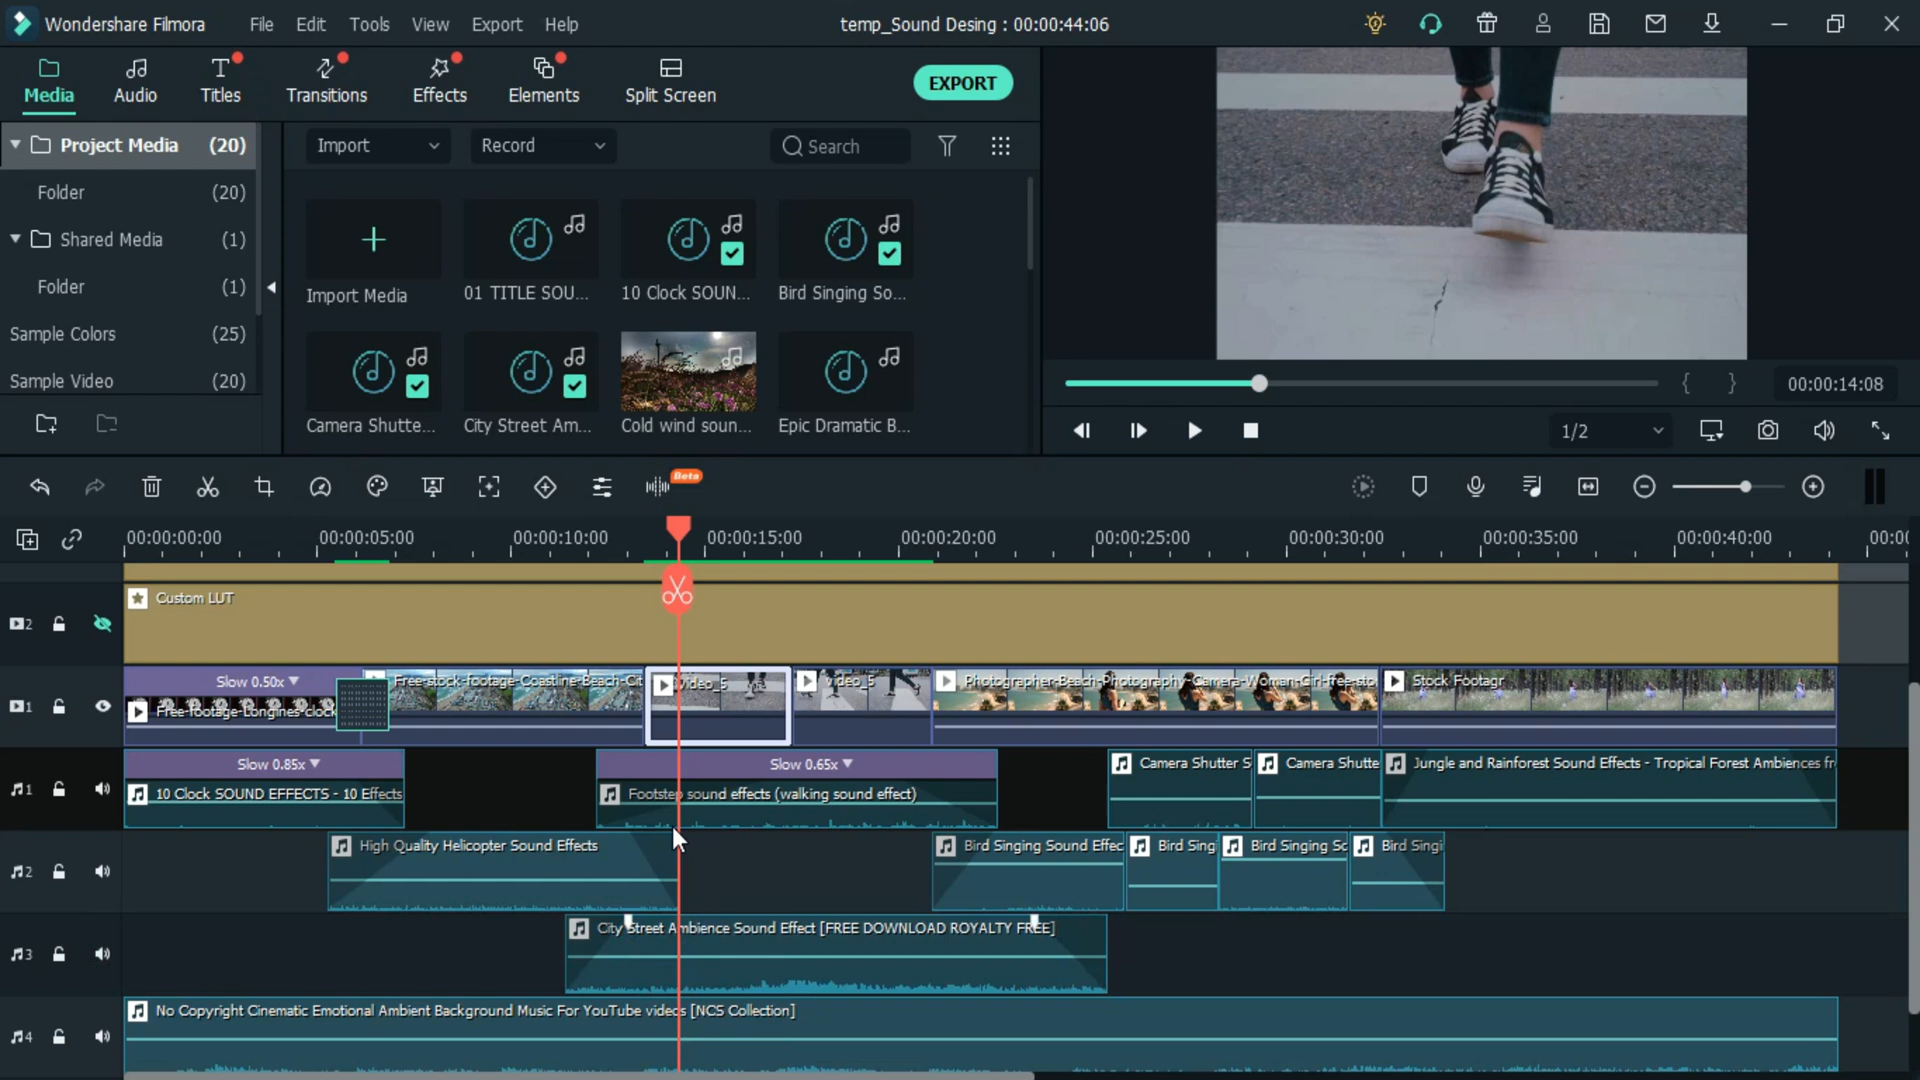 Wondershare Filmora File Edit Tools View Export Help temp_Sound Desing : 00:00:44:06
Media Audio Titles Transitions Effects Elements Split Screen EXPORT
Project Media (20)
Folder (20)
Shared Media (1)
Folder (1)
Sample Colors (25)
Sample Video (20)
Import Record Search
Import Media 01 TITLE SOU... 10 Clock SOUN... Bird Singing So...
Camera Shutte... City Street Am... Cold wind soun... Epic Dramatic B...
{ } 00:00:14:08
1/2
Beta
00:00:00:00 00:00:05:00 00:00:10:00 00:00:15:00 00:00:20:00 00:00:25:00 00:00:30:00 00:00:35:00 00:00:40:00 00:00
2 Custom LUT
1 Slow 0.50x Free-stock-footage-Coastline-Beach-Cit video_5 video_5 Photographer-Beach-Photography-Camera-Woman-Girl-free-sto Stock Footagr
Free-footage-Longines-clock
1 Slow 0.85x Slow 0.65x Camera Shutter S Camera Shutte Jungle and Rainforest Sound Effects - Tropical Forest Ambiences fr
10 Clock SOUND EFFECTS - 10 Effects Footstep sound effects (walking sound effect)
2 High Quality Helicopter Sound Effects Bird Singing Sound Effec Bird Sing Bird Singing So Bird Singi
3 City Street Ambience Sound Effect [FREE DOWNLOAD ROYALTY FREE]
4 No Copyright Cinematic Emotional Ambient Background Music For YouTube videos [NCS Collection]